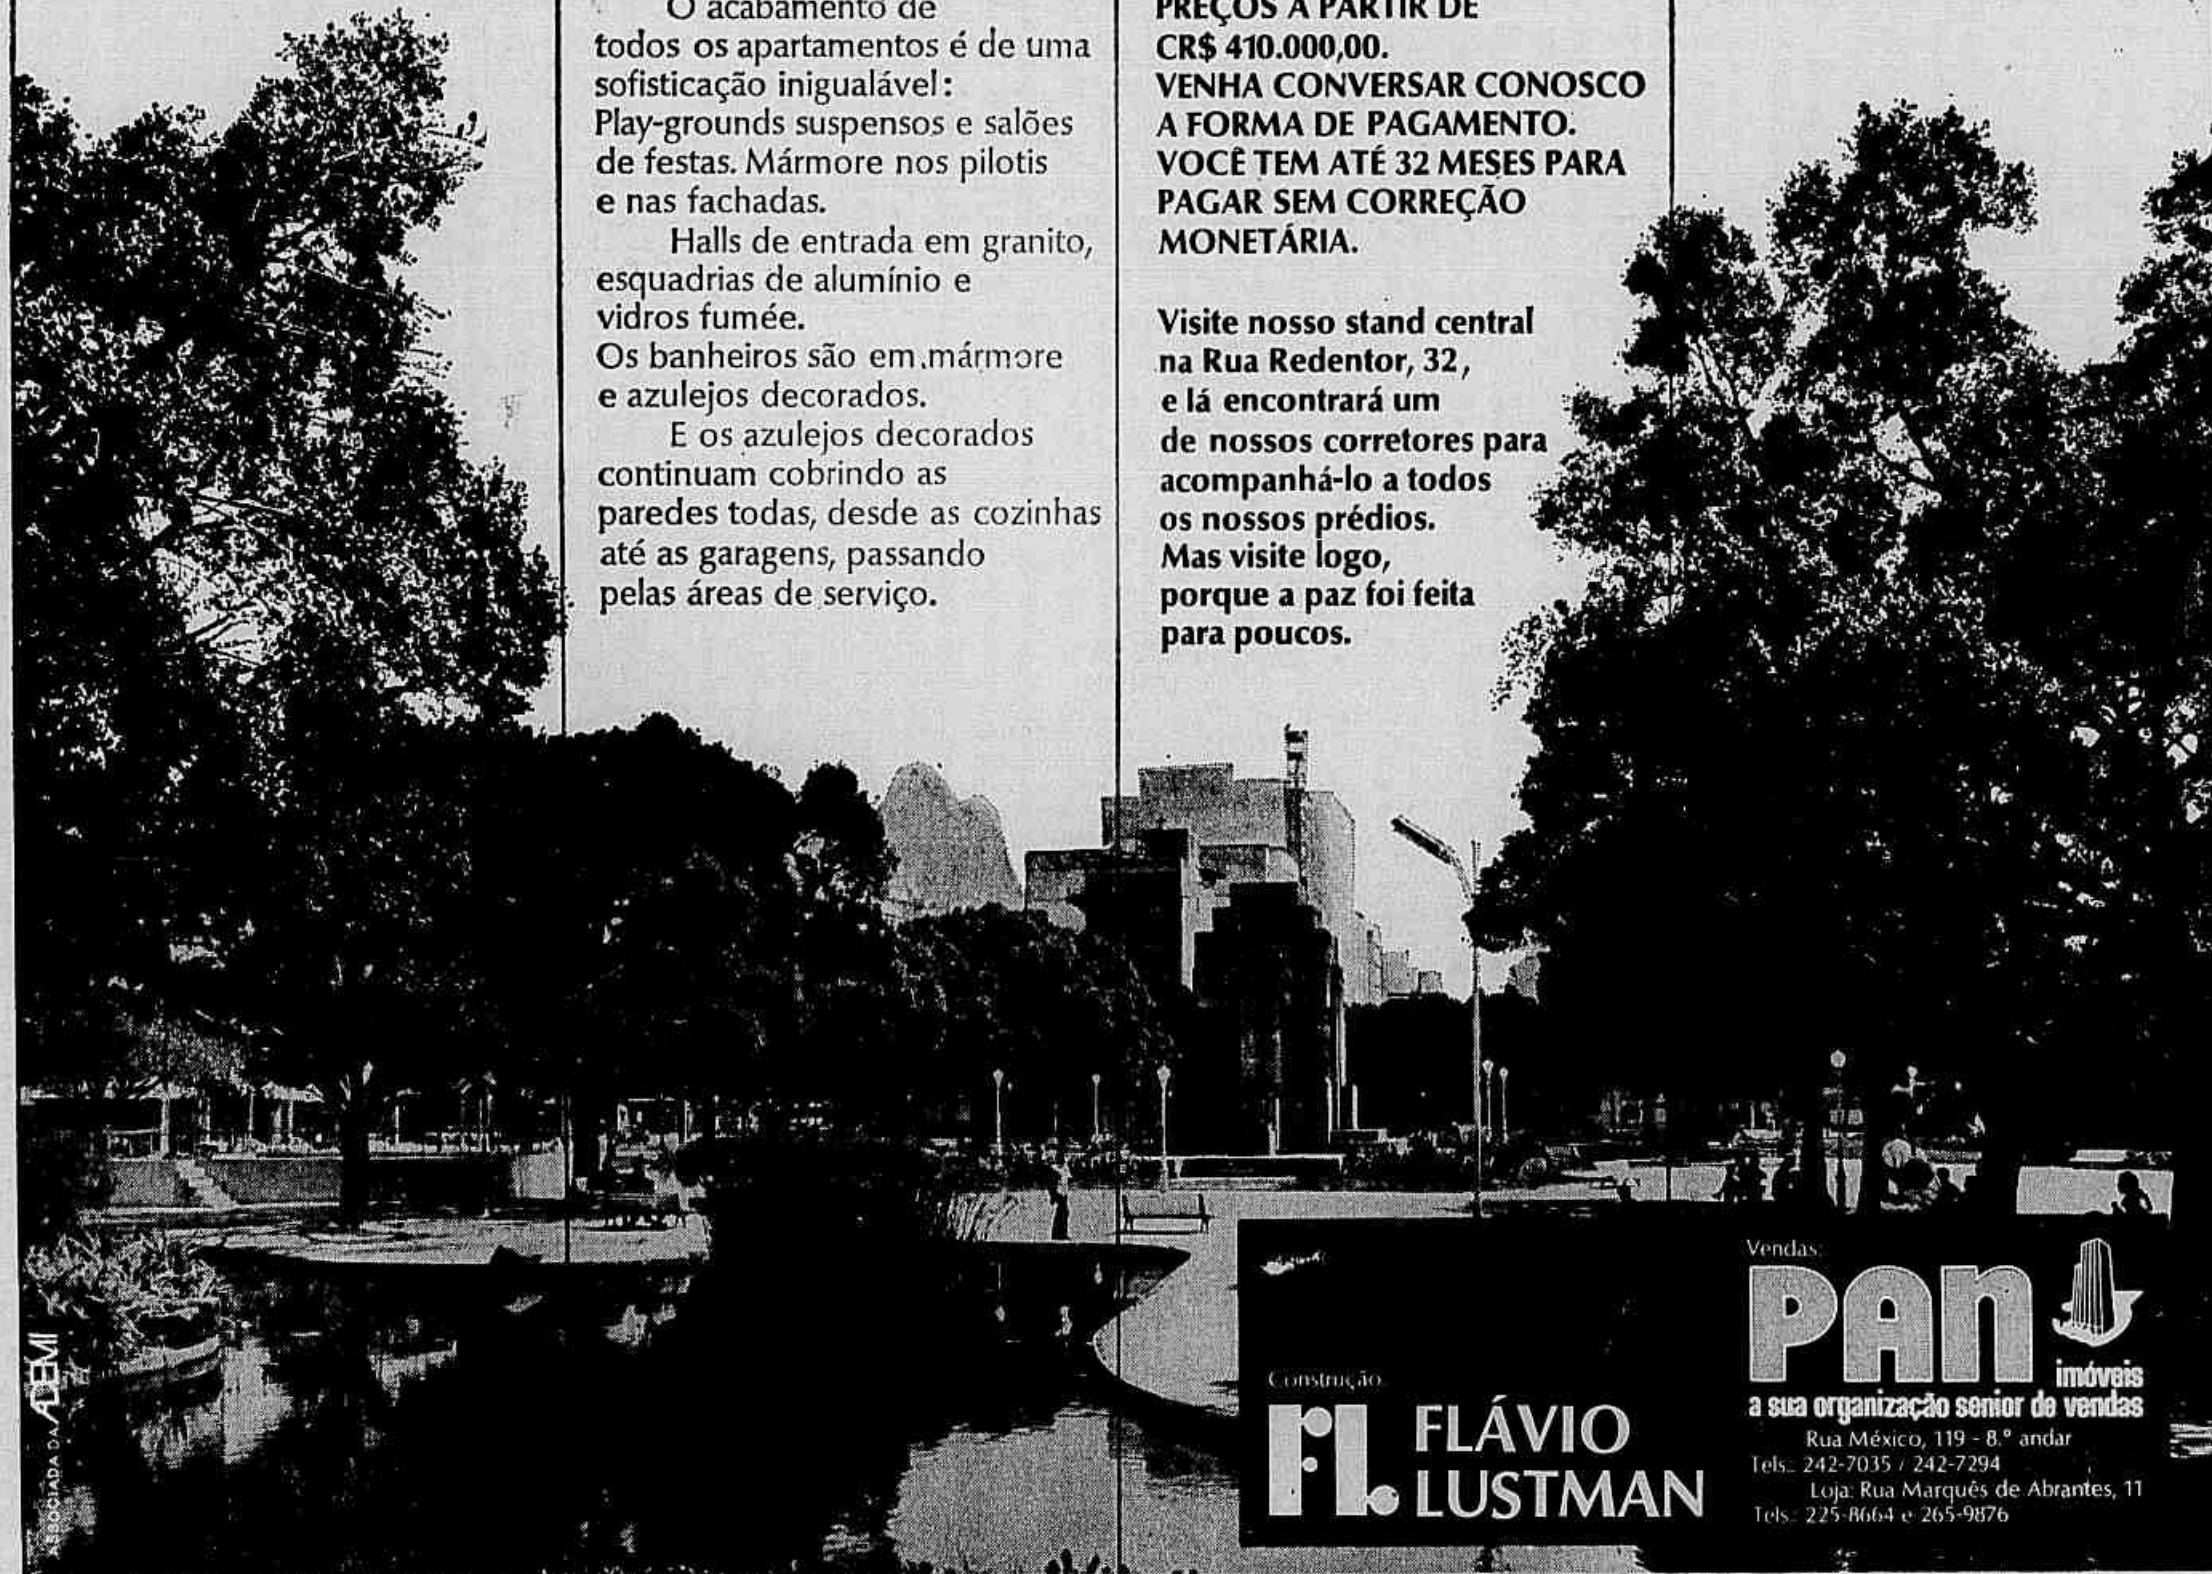 O acabamento de
todos os apartamentos é de uma
sofisticação inigualável:
Play-grounds suspensos e salões
de festas. Mármore nos pilotis
e nas fachadas.
Halls de entrada em granito,
esquadrias de alumínio e
vidros fumée.
Os banheiros são em mármore
e azulejos decorados.
E os azulejos decorados
continuam cobrindo as
paredes todas, desde as cozinhas
até as garagens, passando
pelas áreas de serviço.
PREÇOS A PARTIR DE
CR$ 410.000,00.
VENHA CONVERSAR CONOSCO
A FORMA DE PAGAMENTO.
VOCÊ TEM ATÉ 32 MESES PARA
PAGAR SEM CORREÇÃO
MONETÁRIA.
Visite nosso stand central
na Rua Redentor, 32,
e lá encontrará um
de nossos corretores para
acompanhá-lo a todos
os nossos prédios.
Mas visite logo,
porque a paz foi feita
para poucos.
ASSOCIADA DA ADEMI
Construção
FL.
FLÁVIO
LUSTMAN
Vendas:
PAN
imóveis
a sua organização senior de vendas
Rua México, 119 - 8.° andar
Tels.: 242-7035 / 242-7294
Loja: Rua Marquês de Abrantes, 11
Tels.: 225-8664 e 265-9876